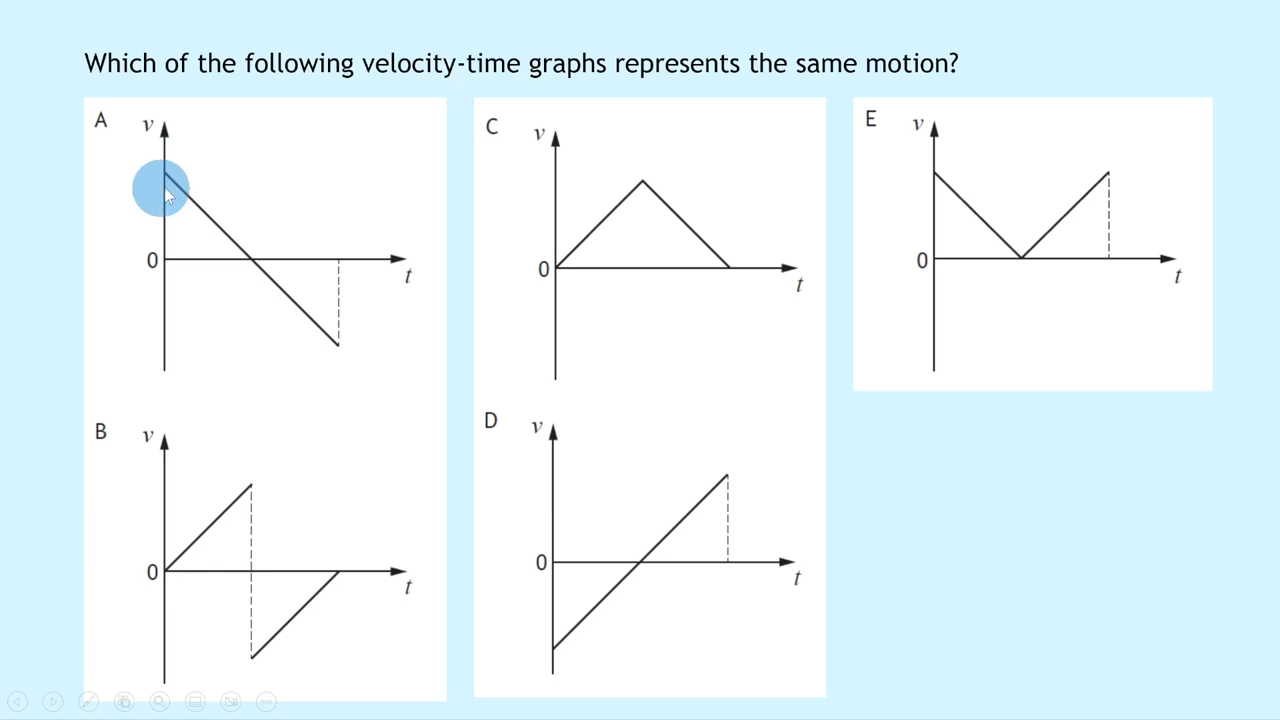 Which of the following velocity-time graphs represents the same motion?
A
v
0
t
B
v
0
t
C
v
0
t
D
v
0
t
E
v
0
t